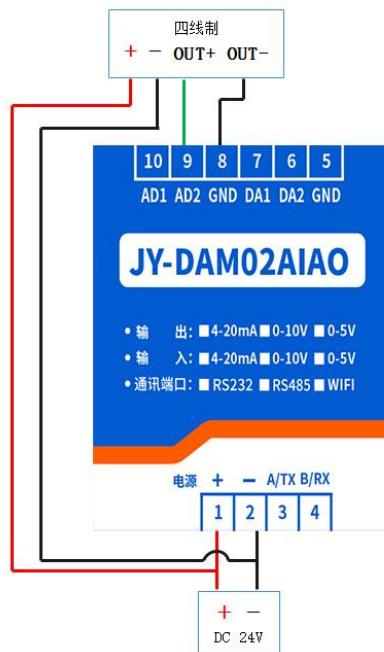 四线制
+ − OUT+ OUT−
10 9 8 7 6 5
AD1 AD2 GND DA1 DA2 GND
JY-DAM02AIAO
• 输 出: ■4-20mA ■0-10V ■0-5V
• 输 入: ■4-20mA ■0-10V ■0-5V
• 通讯端口: ■RS232 ■RS485 ■WIFI
电源 + − A/TX B/RX
1 2 3 4
+ −
DC 24V